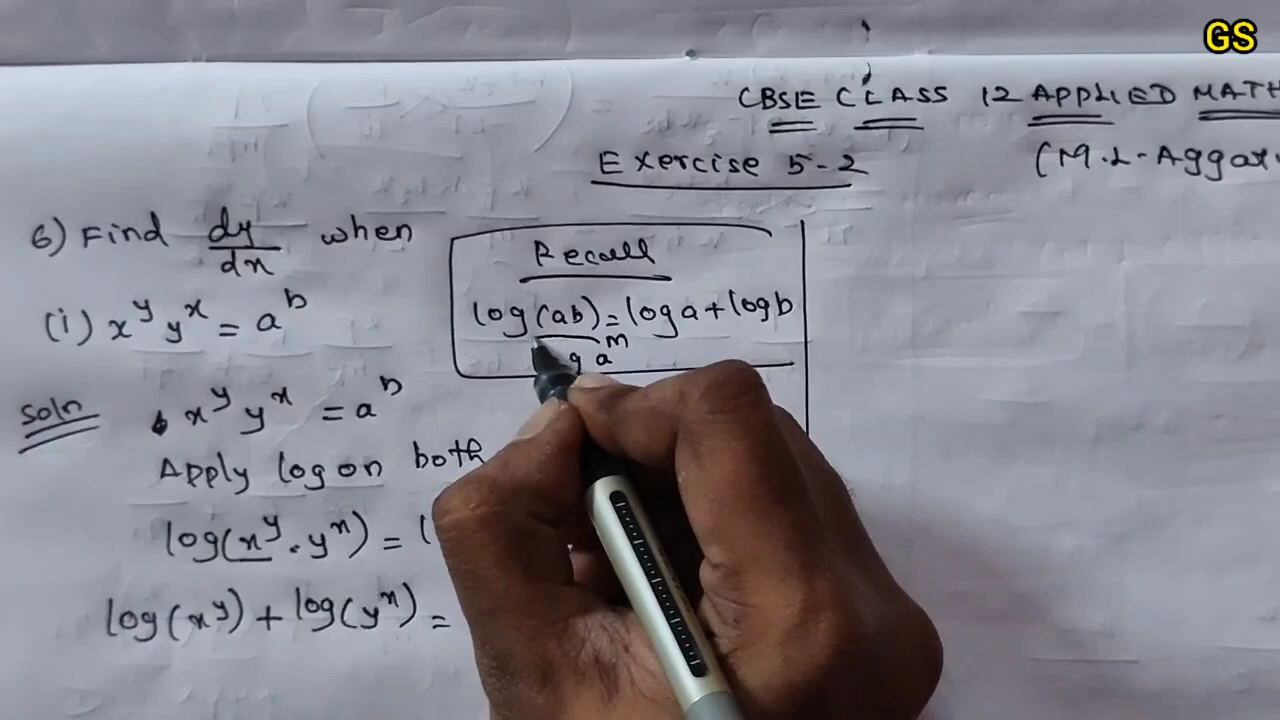 GS
CBSE CLASS 12 APPLIED MATH
Exercise 5-2
(M.L-Aggar
6) Find dy/dx when
(i) x^y y^x = a^b
Recall
log(ab) = log a + log b
g a^m
Soln
x^y y^x = a^b
Apply log on both
log(x^y . y^x) = (
log(x^y) + log(y^x) =